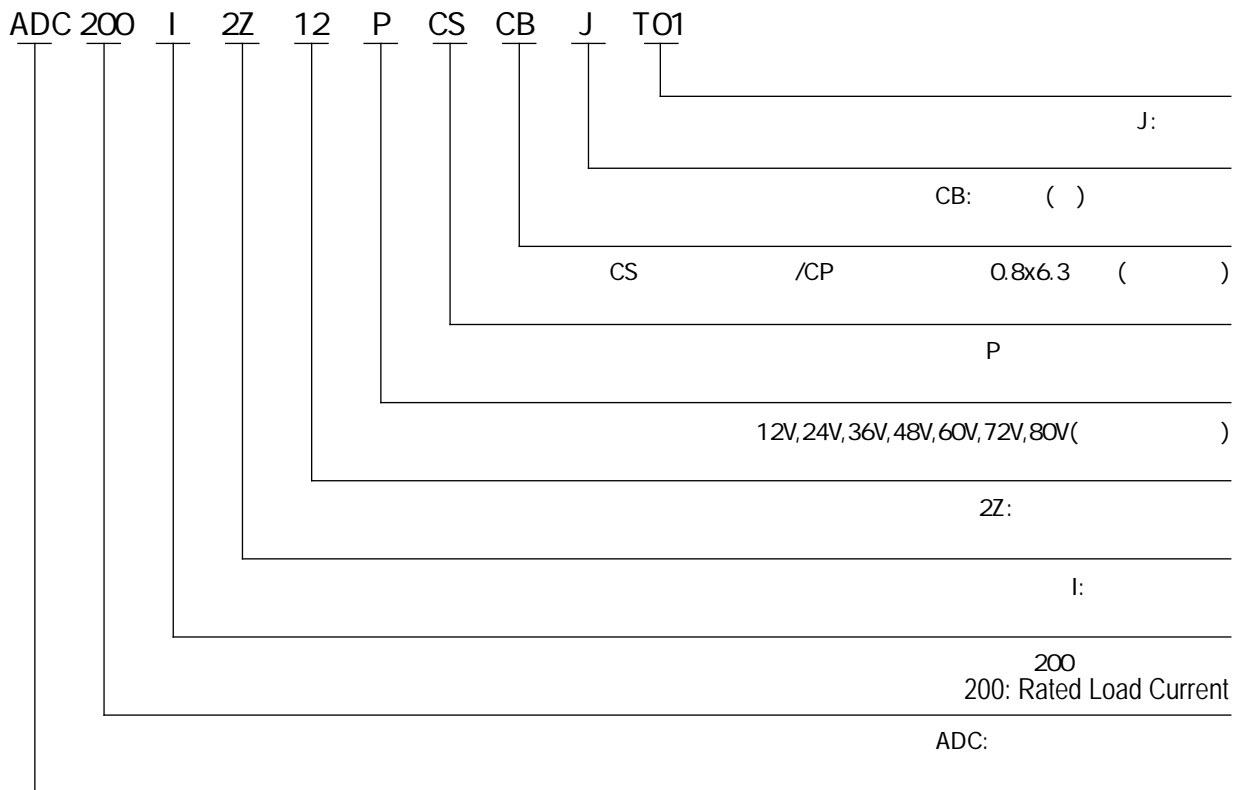 ADC 200 I 2Z 12 P CS CB J T01
J:
CB: ( )
CS /CP 0.8x6.3 ( )
P
12V,24V,36V,48V,60V,72V,80V( )
2Z:
I:
200
200: Rated Load Current
ADC: